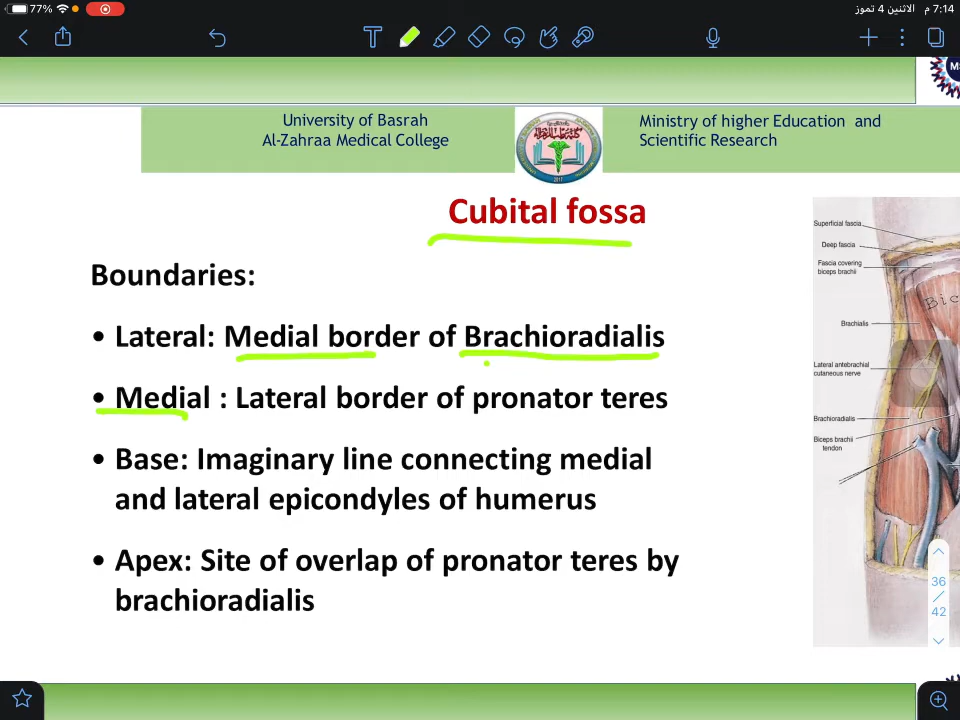 77%
7:14 م الاثنين 4 تموز
University of Basrah
Al-Zahraa Medical College
Ministry of higher Education and
Scientific Research
2017
Cubital fossa
Boundaries:
• Lateral: Medial border of Brachioradialis
• Medial : Lateral border of pronator teres
• Base: Imaginary line connecting medial
and lateral epicondyles of humerus
• Apex: Site of overlap of pronator teres by
brachioradialis
Superficial fascia
Deep fascia
Fascia covering
biceps brachii
Bic
Brachialis
Lateral antebrachial
cutaneous nerve
Brachioradialis
Biceps brachii
tendon
36
/
42